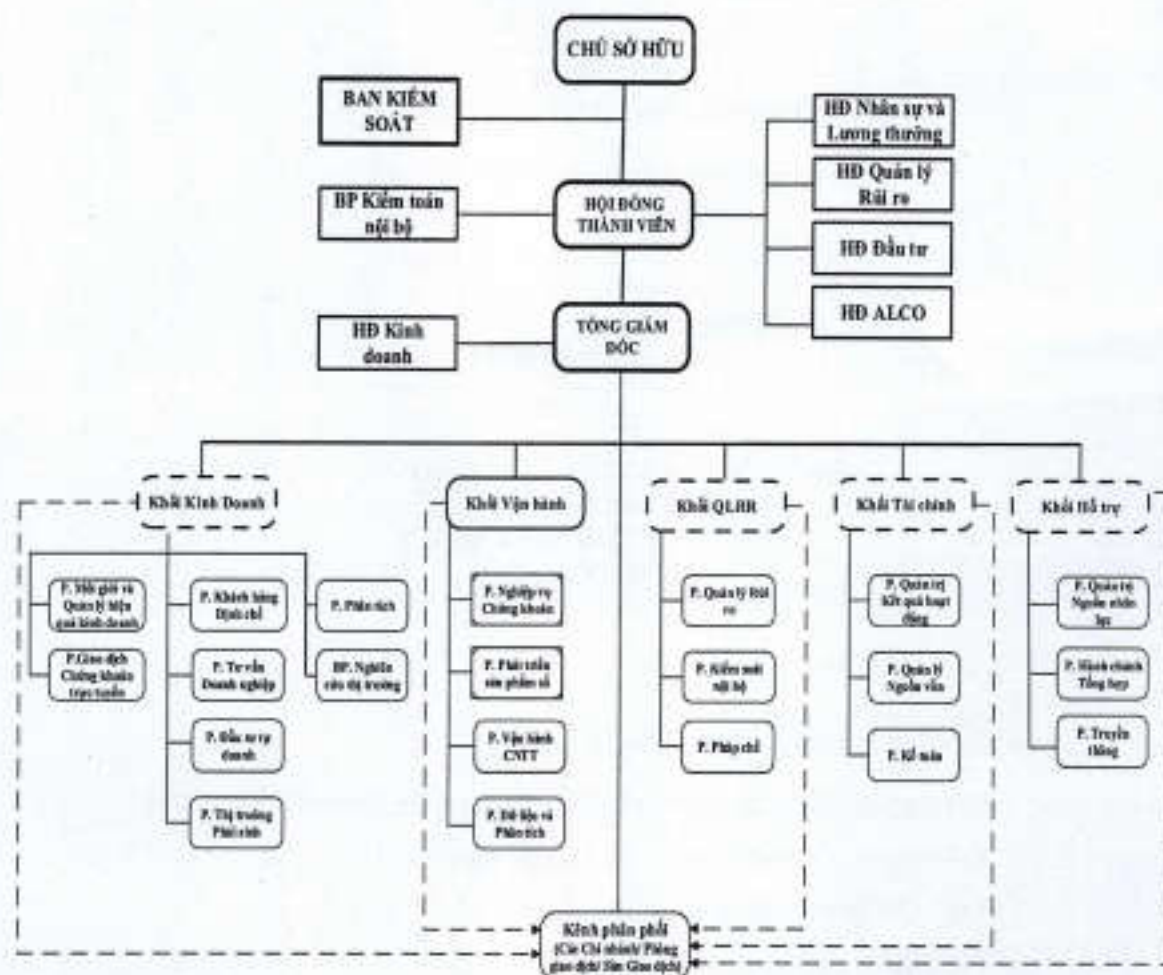 CHỦ SỞ HỮU
BAN KIỂM
SOÁT
HĐ Nhân sự và
Lương thưởng
HĐ Quản lý
Rủi ro
BP Kiểm toán
nội bộ
HỘI ĐỒNG
THÀNH VIÊN
HĐ Đầu tư
HĐ ALCO
HĐ Kinh
doanh
TỔNG GIÁM
ĐỐC
Khối Kinh Doanh
Khối Vận hành
Khối QLRR
Khối Tài chính
Khối Hỗ trợ
P. Môi giới và
Quản lý hiệu
quả kinh doanh
P. Khách hàng
Định chế
P. Phân tích
P. Nghiệp vụ
Chứng khoán
P. Quản lý Rủi
ro
P. Quản trị
Kết quả hoạt
động
P. Quản trị
Nguồn nhân
lực
P.Giao dịch
Chứng khoán
trực tuyến
P. Tư vấn
Doanh nghiệp
BP. Nghiên
cứu thị trường
P. Phát triển
sản phẩm số
P. Kiểm soát
nội bộ
P. Quản lý
Nguồn vốn
P. Hành chính
Tổng hợp
P. Đầu tư tự
doanh
P. Vận hành
CNTT
P. Pháp chế
P. Kế toán
P. Truyền
thông
P. Thị trường
Phái sinh
P. Dữ liệu và
Phân tích
Kênh phân phối
(Các Chi nhánh/ Phòng
giao dịch/ Sàn Giao dịch)